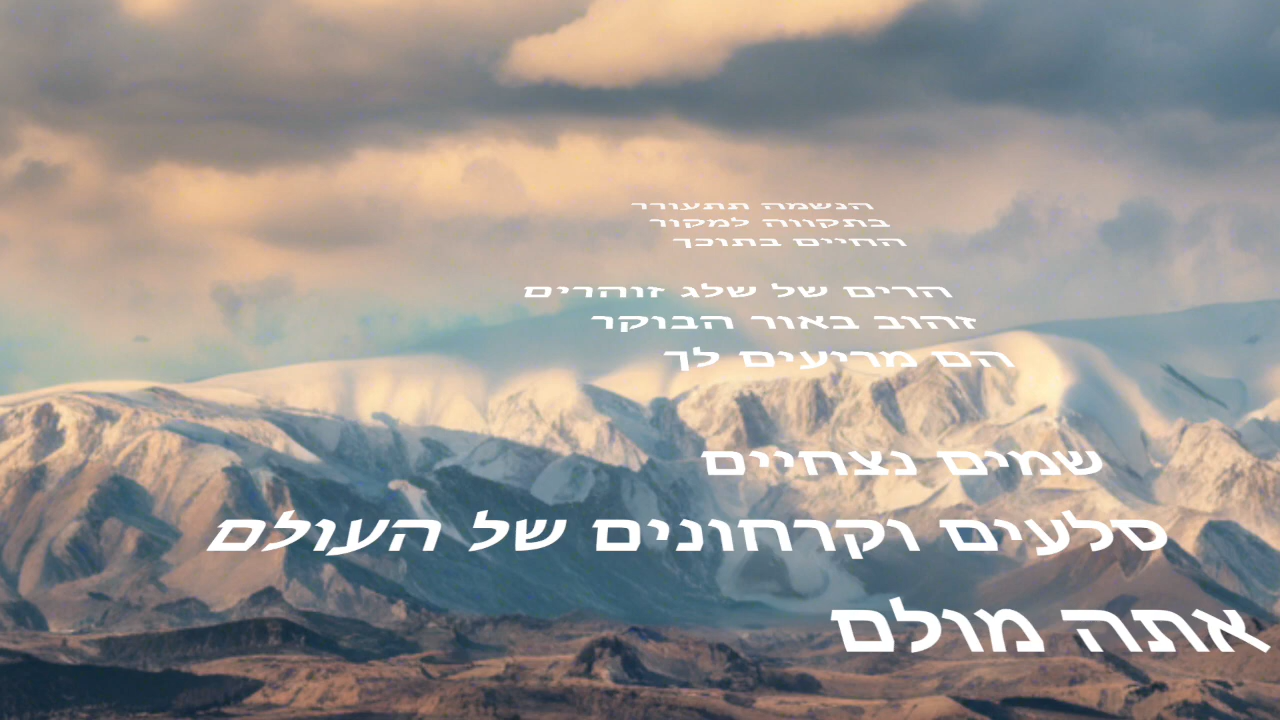 הנשמה תתעורר
בתקווה למקור
החיים בתוכך
הרים של שלג זוהרים
זהוב באור הבוקר
הם מריעים לך
שמים נצחיים
סלעים וקרחונים של העולם
אתה מולם